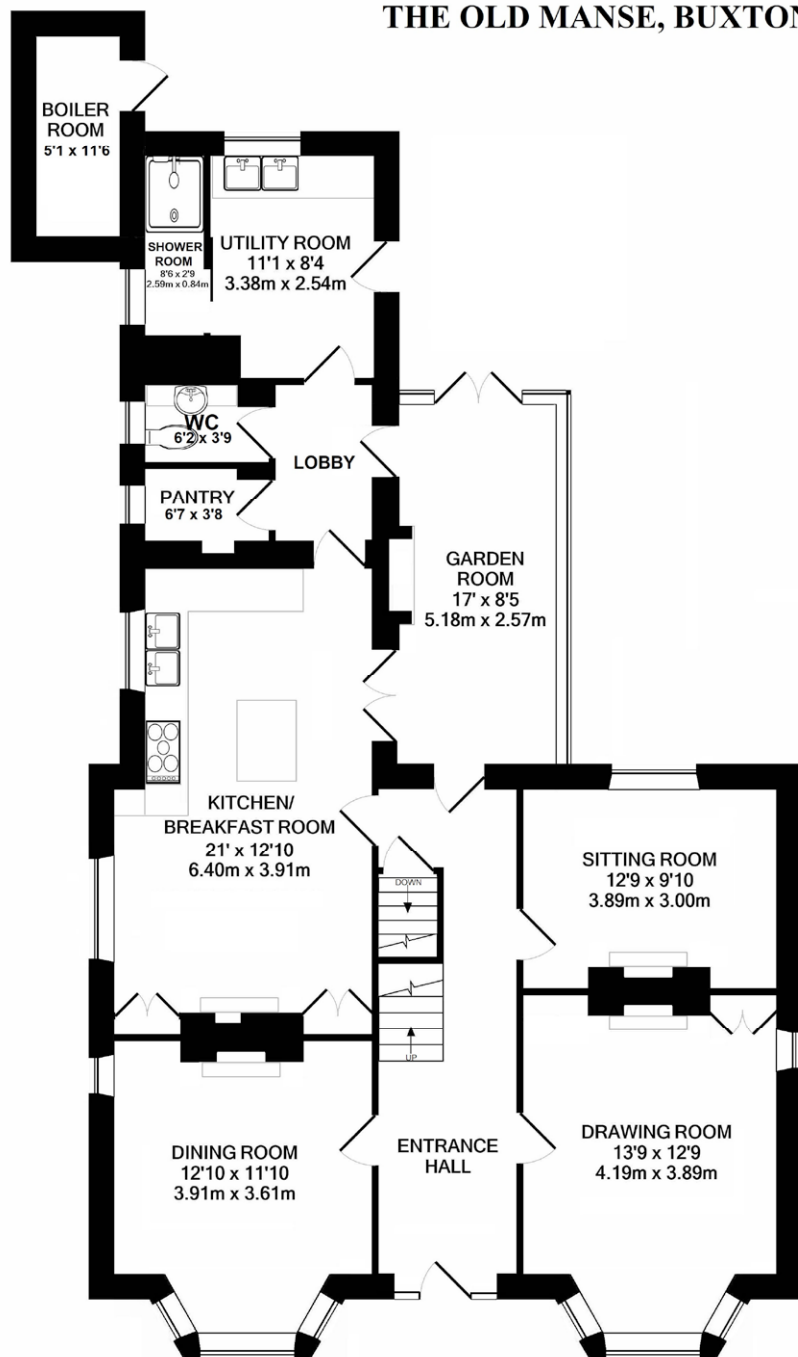 THE OLD MANSE, BUXTON
BOILER
ROOM
5'1 x 11'6
SHOWER
ROOM
8'6 x 2'9
2.59m x 0.84m
UTILITY ROOM
11'1 x 8'4
3.38m x 2.54m
WC
6'2 x 3'9
LOBBY
PANTRY
6'7 x 3'8
GARDEN
ROOM
17' x 8'5
5.18m x 2.57m
KITCHEN/
BREAKFAST ROOM
21' x 12'10
6.40m x 3.91m
DOWN
SITTING ROOM
12'9 x 9'10
3.89m x 3.00m
UP
DINING ROOM
12'10 x 11'10
3.91m x 3.61m
ENTRANCE
HALL
DRAWING ROOM
13'9 x 12'9
4.19m x 3.89m